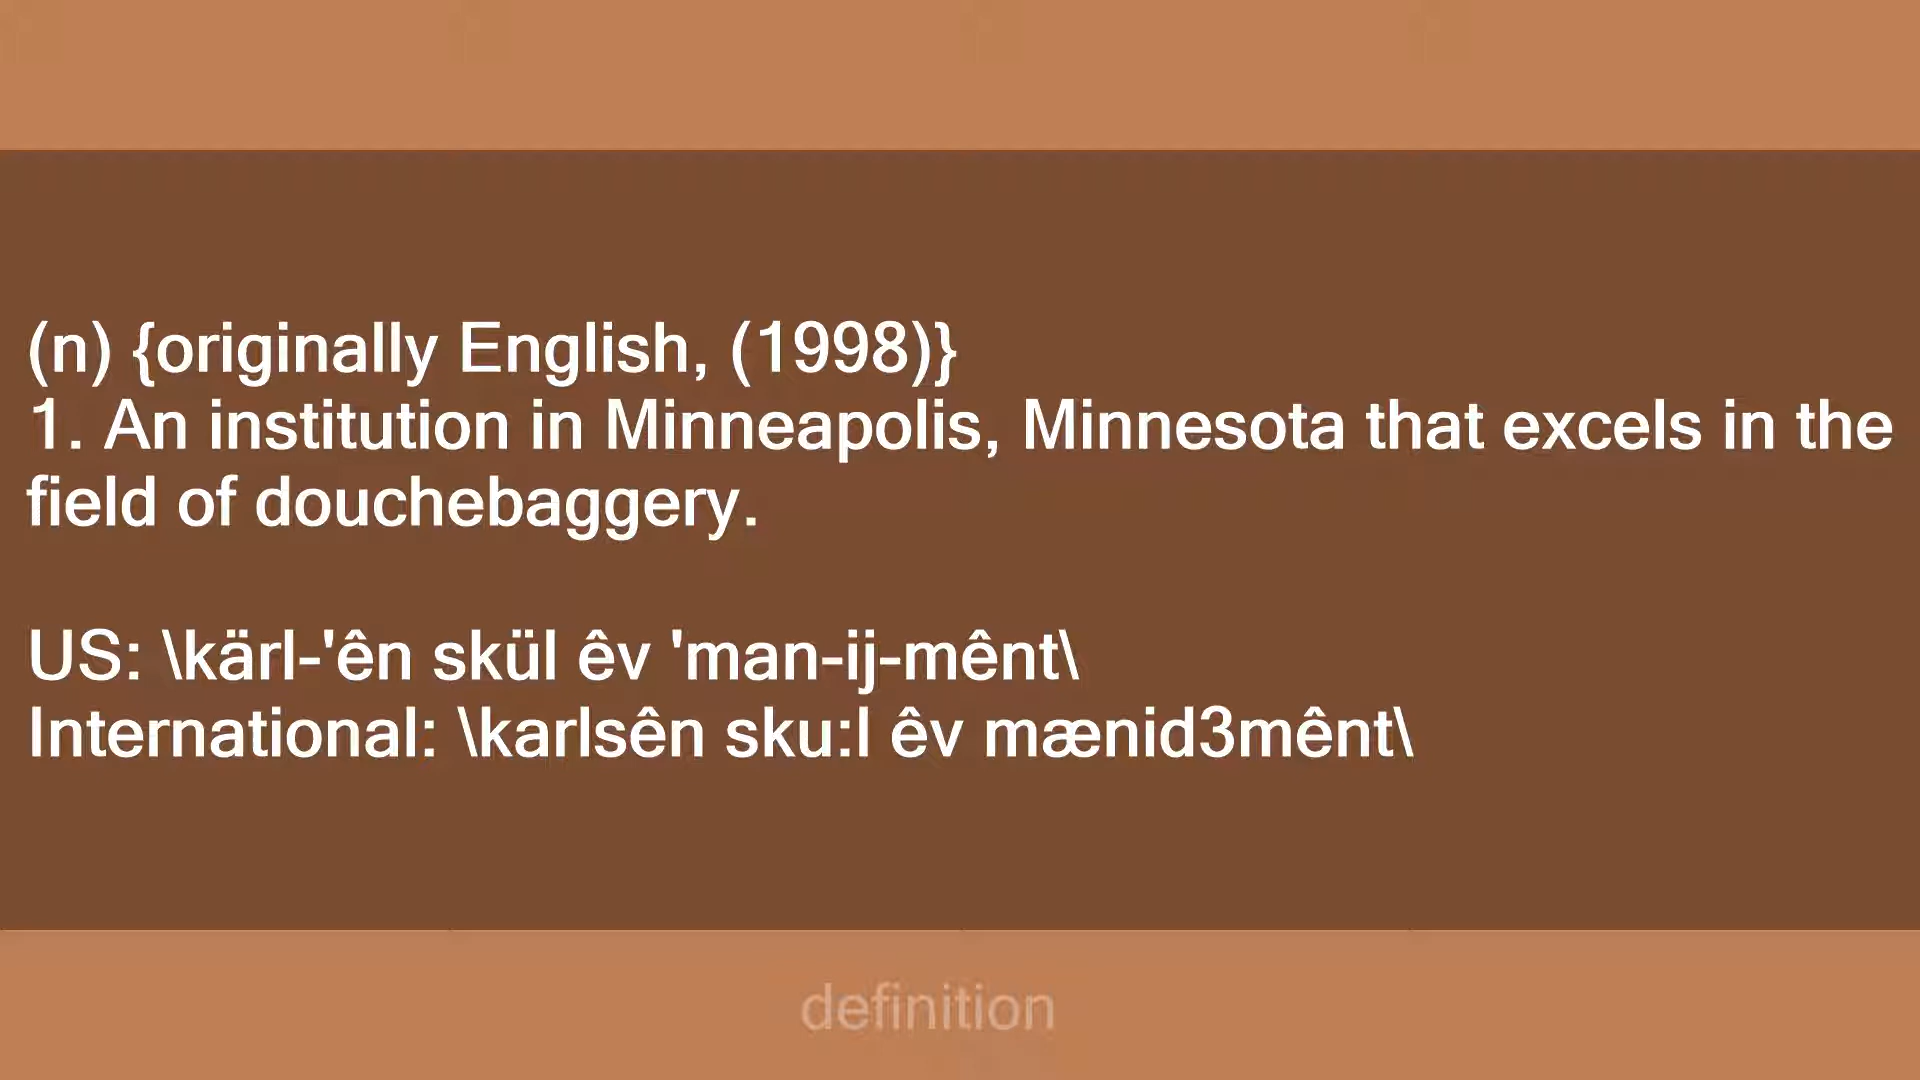 (n) {originally English, (1998)}
1. An institution in Minneapolis, Minnesota that excels in the
field of douchebaggery.
US: \kärl-'ên skül êv 'man-ij-mênt\
International: \karlsên sku:l êv mænid3mênt\
definition